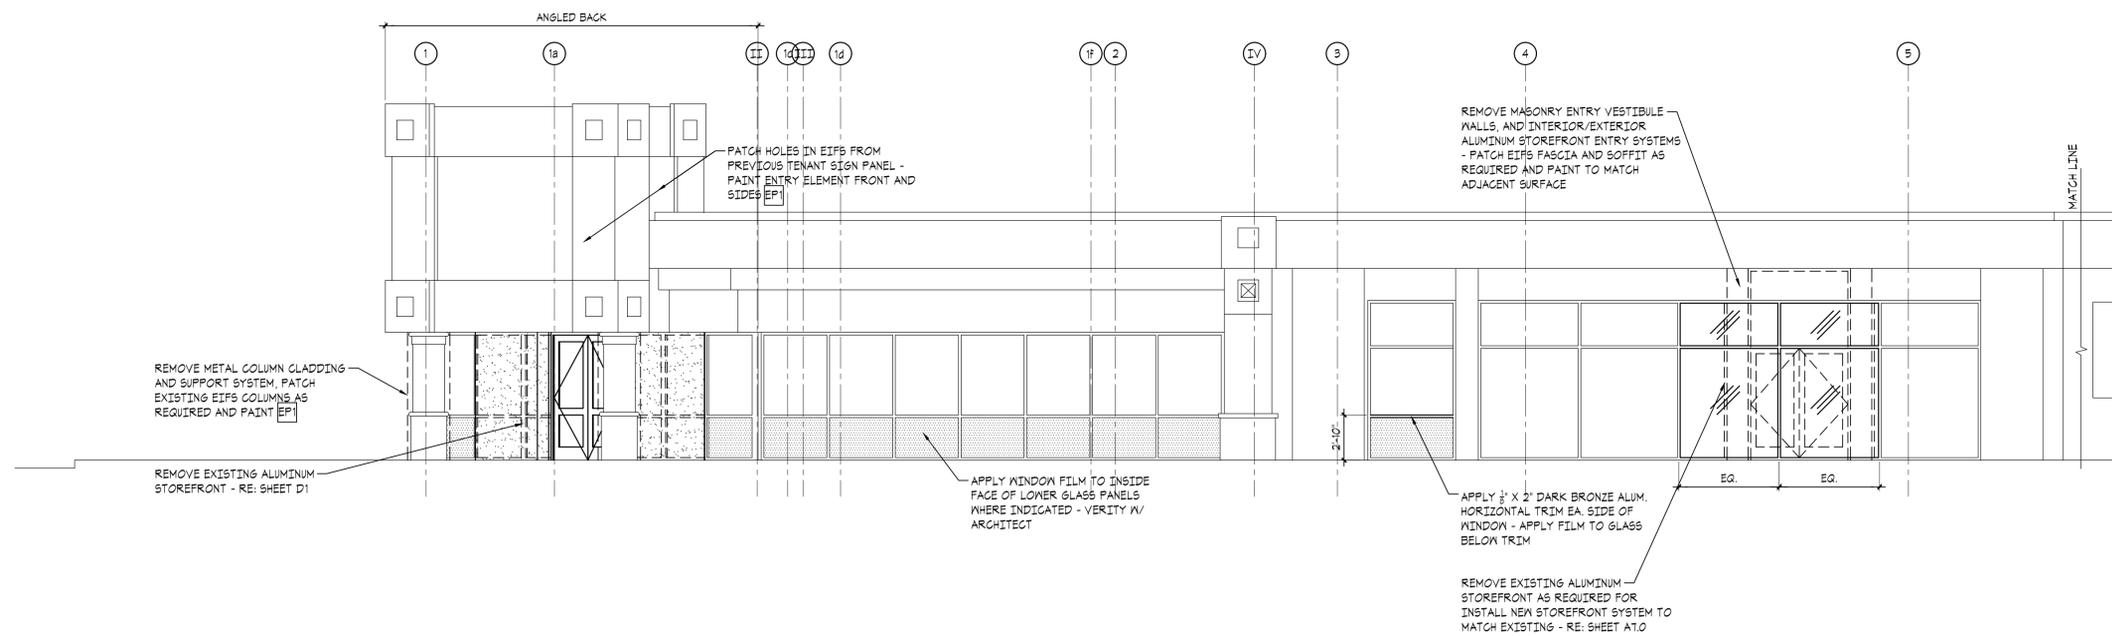 ANGLED BACK
1
1a
II
1c
III
1d
1f
2
IV
3
4
5
REMOVE MASONRY ENTRY VESTIBULE
WALLS, AND INTERIOR/EXTERIOR
ALUMINUM STOREFRONT ENTRY SYSTEMS
- PATCH EIFS FASCIA AND SOFFIT AS
REQUIRED AND PAINT TO MATCH
ADJACENT SURFACE
MATCH LINE
PATCH HOLES IN EIFS FROM
PREVIOUS TENANT SIGN PANEL -
PAINT ENTRY ELEMENT FRONT AND
SIDES EP1
REMOVE METAL COLUMN CLADDING
AND SUPPORT SYSTEM, PATCH
EXISTING EIFS COLUMNS AS
REQUIRED AND PAINT EP1
2'-10"
REMOVE EXISTING ALUMINUM
STOREFRONT - RE: SHEET D1
APPLY WINDOW FILM TO INSIDE
FACE OF LOWER GLASS PANELS
WHERE INDICATED - VERITY W/
ARCHITECT
EQ.
EQ.
APPLY 1/8" X 2" DARK BRONZE ALUM.
HORIZONTAL TRIM EA. SIDE OF
WINDOW - APPLY FILM TO GLASS
BELOW TRIM
REMOVE EXISTING ALUMINUM
STOREFRONT AS REQUIRED FOR
INSTALL NEW STOREFRONT SYSTEM TO
MATCH EXISTING - RE: SHEET A7.0